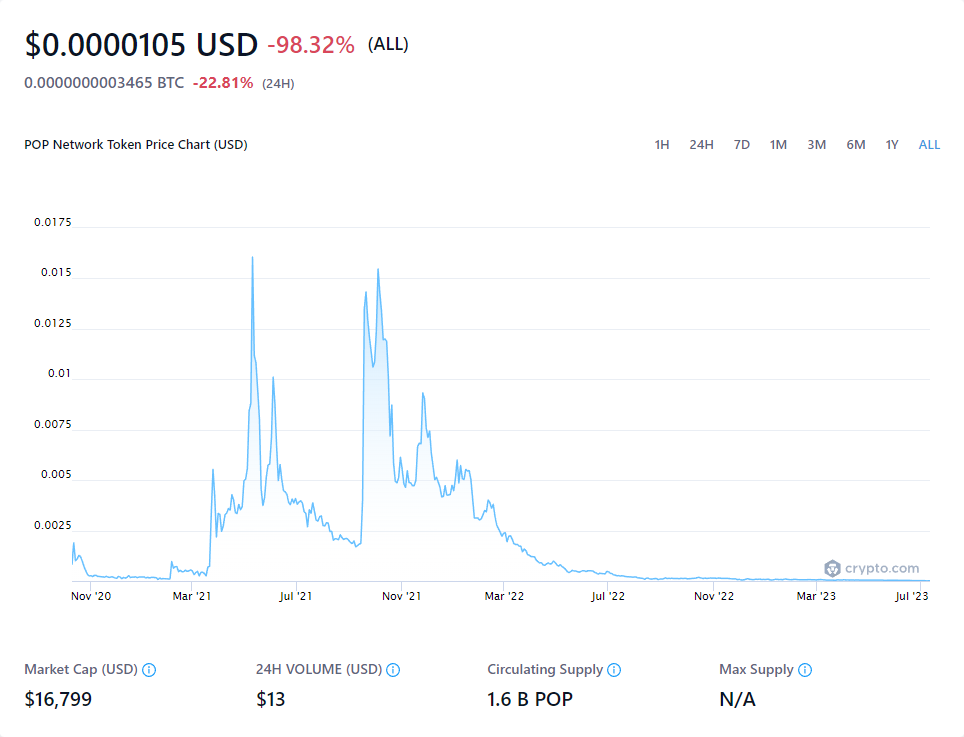 $0.0000105 USD -98.32% (ALL)
0.0000000003465 BTC -22.81% (24H)
POP Network Token Price Chart (USD) 1H 24H 7D 1M 3M 6M 1Y ALL
0.0175
0.015
0.0125
0.01
0.0075
0.005
0.0025
crypto.com
Nov '20 Mar '21 Jul '21 Nov '21 Mar '22 Jul '22 Nov '22 Mar '23 Jul '23
Market Cap (USD) 24H VOLUME (USD) Circulating Supply Max Supply
$16,799 $13 1.6 B POP N/A